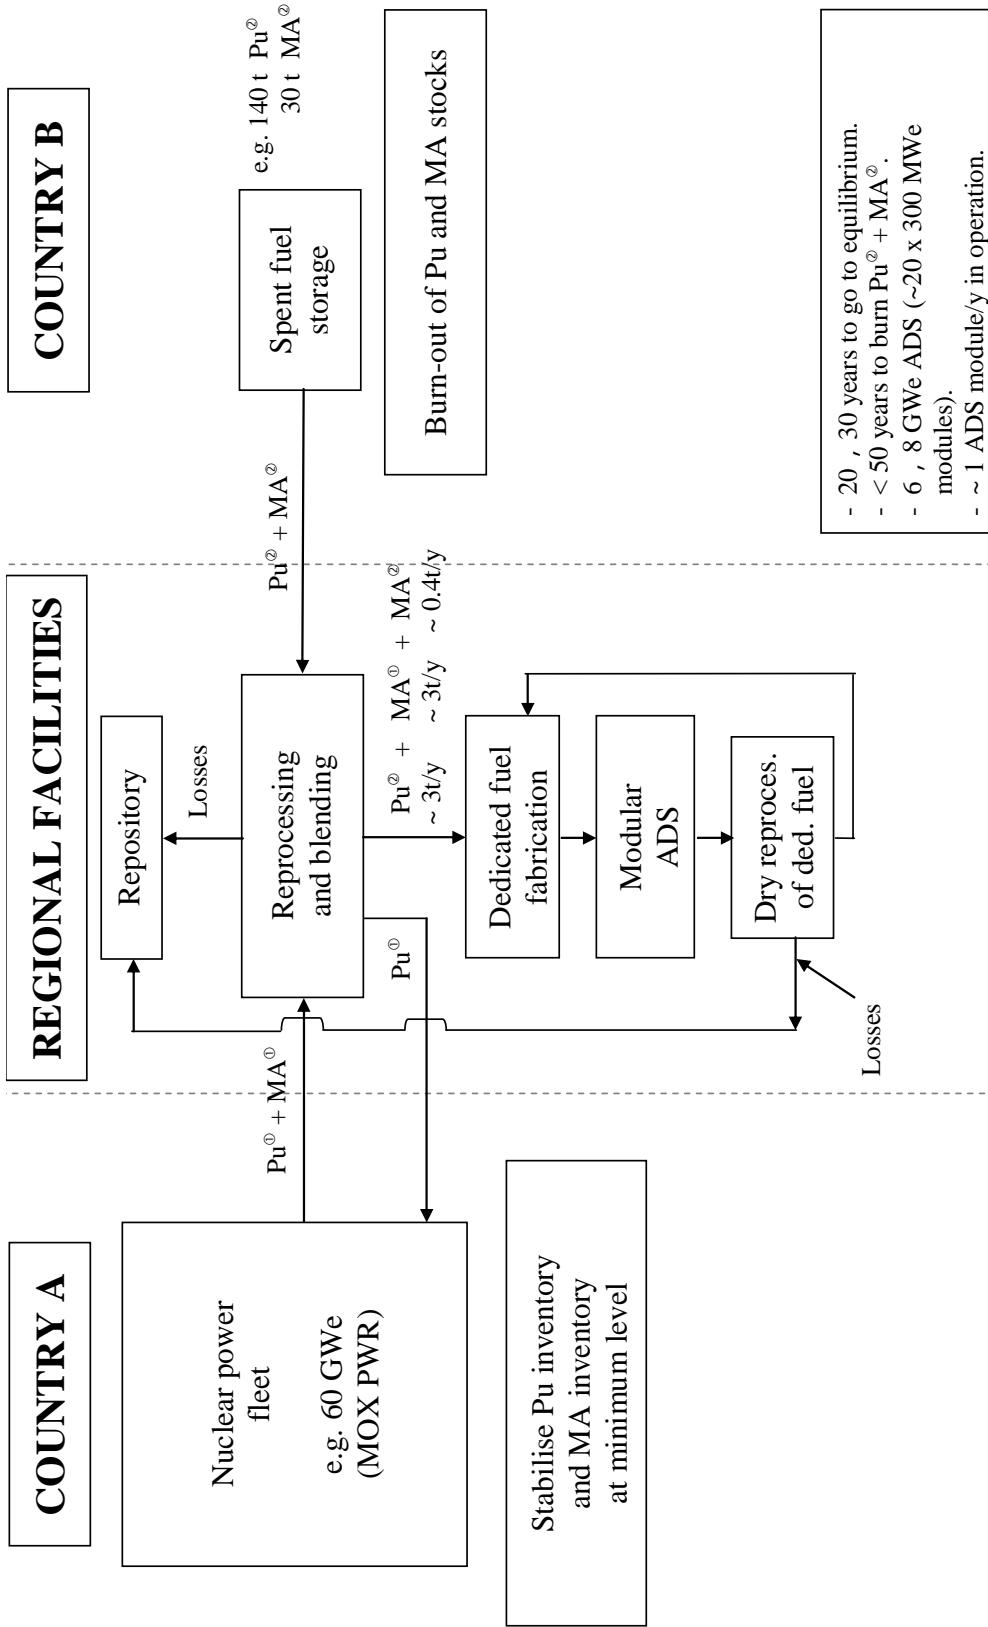 COUNTRY A
REGIONAL FACILITIES
COUNTRY B
Nuclear power
fleet
e.g. 60 GWe
(MOX PWR)
Stabilise Pu inventory
and MA inventory
at minimum level
Pu① + MA①
Pu①
Repository
Losses
Reprocessing
and blending
Pu② + MA① + MA②
~ 3t/y ~ 3t/y ~ 0.4t/y
Dedicated fuel
fabrication
Modular
ADS
Dry reproces.
of ded. fuel
Losses
Pu② + MA②
Spent fuel
storage
e.g. 140 t Pu②
30 t MA②
Burn-out of Pu and MA stocks
- 20 , 30 years to go to equilibrium.
- < 50 years to burn Pu② + MA②.
- 6 , 8 GWe ADS (~20 x 300 MWe
modules).
- ~ 1 ADS module/y in operation.